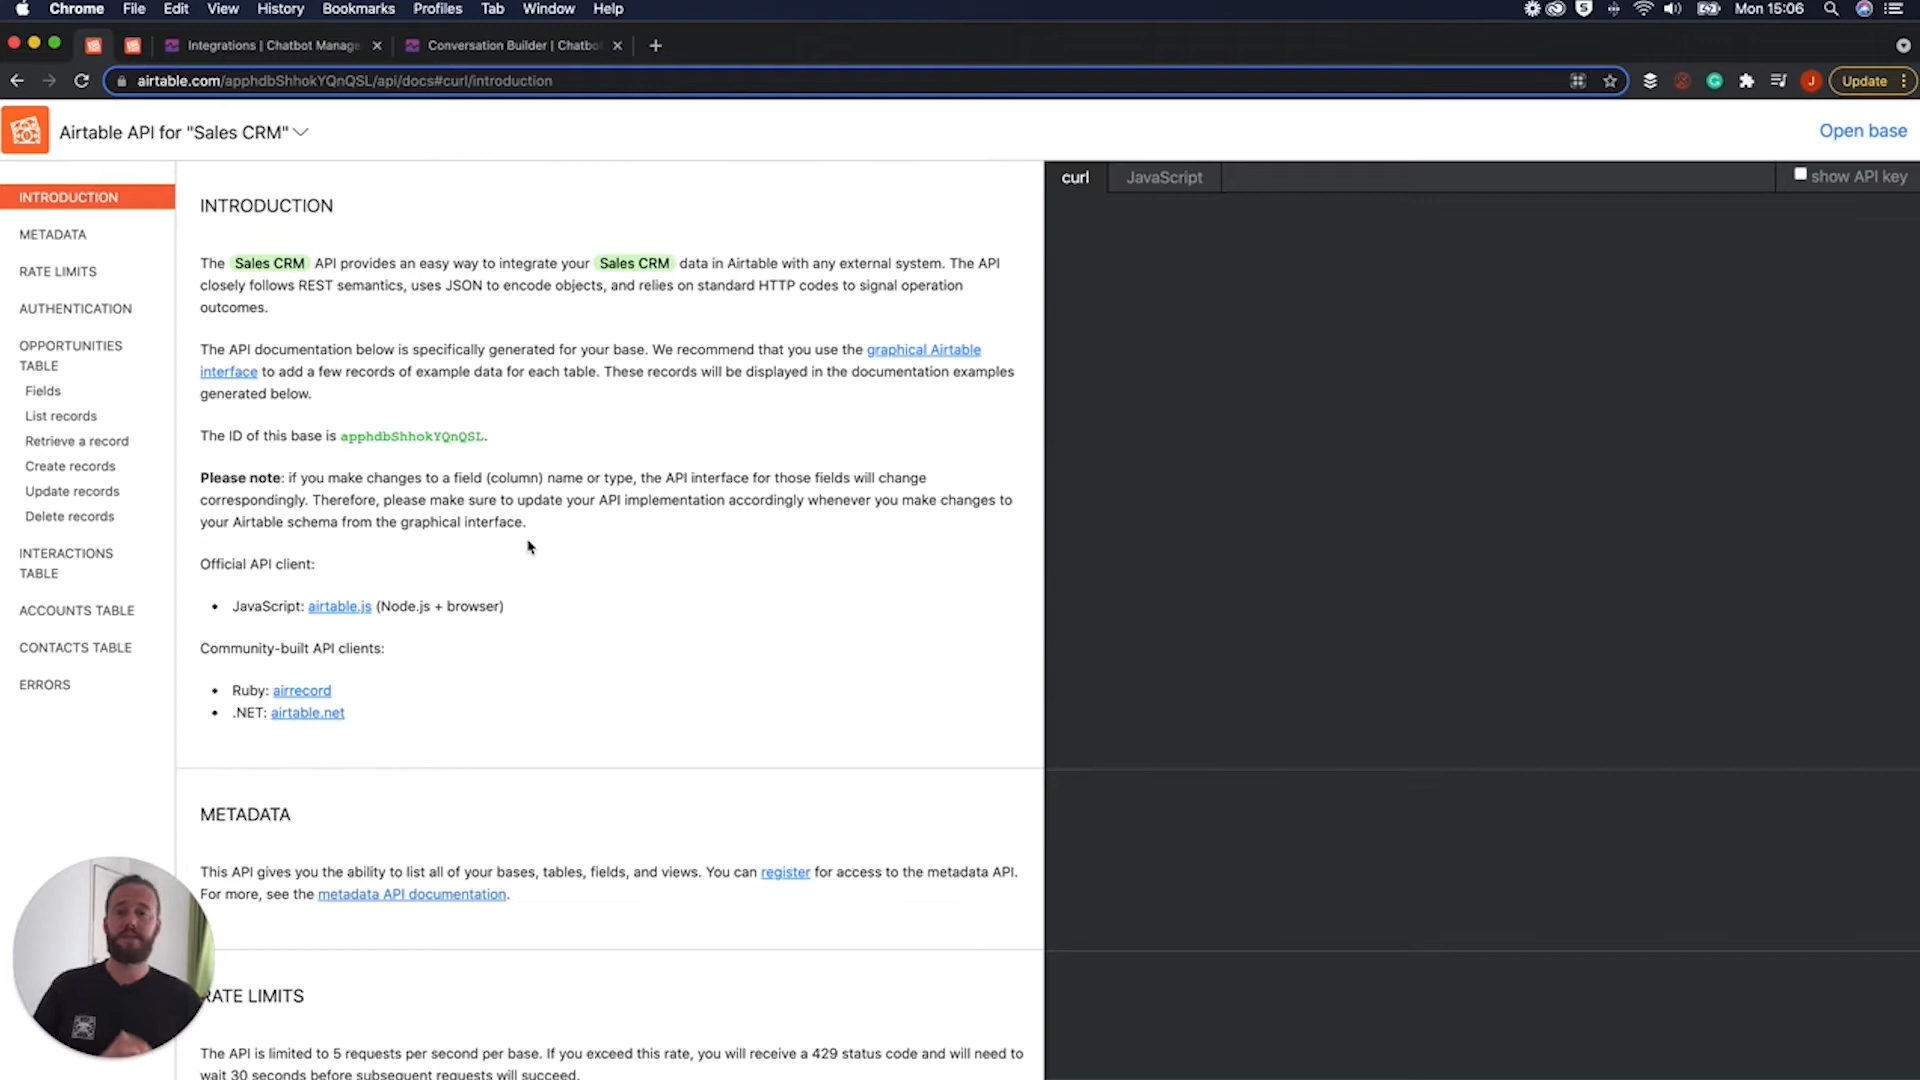 Chrome File Edit View History Bookmarks Profiles Tab Window Help
Mon 15:06
Integrations | Chatbot Manage
Conversation Builder | Chatbo
airtable.com/apphdbShhokYQnQSL/api/docs#curl/introduction
J
Update
Airtable API for "Sales CRM"
Open base
INTRODUCTION
METADATA
RATE LIMITS
AUTHENTICATION
OPPORTUNITIES
TABLE
Fields
List records
Retrieve a record
Create records
Update records
Delete records
INTERACTIONS
TABLE
ACCOUNTS TABLE
CONTACTS TABLE
ERRORS
INTRODUCTION
The Sales CRM API provides an easy way to integrate your Sales CRM data in Airtable with any external system. The API
closely follows REST semantics, uses JSON to encode objects, and relies on standard HTTP codes to signal operation
outcomes.
The API documentation below is specifically generated for your base. We recommend that you use the graphical Airtable
interface to add a few records of example data for each table. These records will be displayed in the documentation examples
generated below.
The ID of this base is apphdbShhokYQnQSL.
Please note: if you make changes to a field (column) name or type, the API interface for those fields will change
correspondingly. Therefore, please make sure to update your API implementation accordingly whenever you make changes to
your Airtable schema from the graphical interface.
Official API client:
• JavaScript: airtable.js (Node.js + browser)
Community-built API clients:
• Ruby: airrecord
• .NET: airtable.net
METADATA
This API gives you the ability to list all of your bases, tables, fields, and views. You can register for access to the metadata API.
For more, see the metadata API documentation.
RATE LIMITS
The API is limited to 5 requests per second per base. If you exceed this rate, you will receive a 429 status code and will need to
wait 30 seconds before subsequent requests will succeed.
curl
JavaScript
show API key